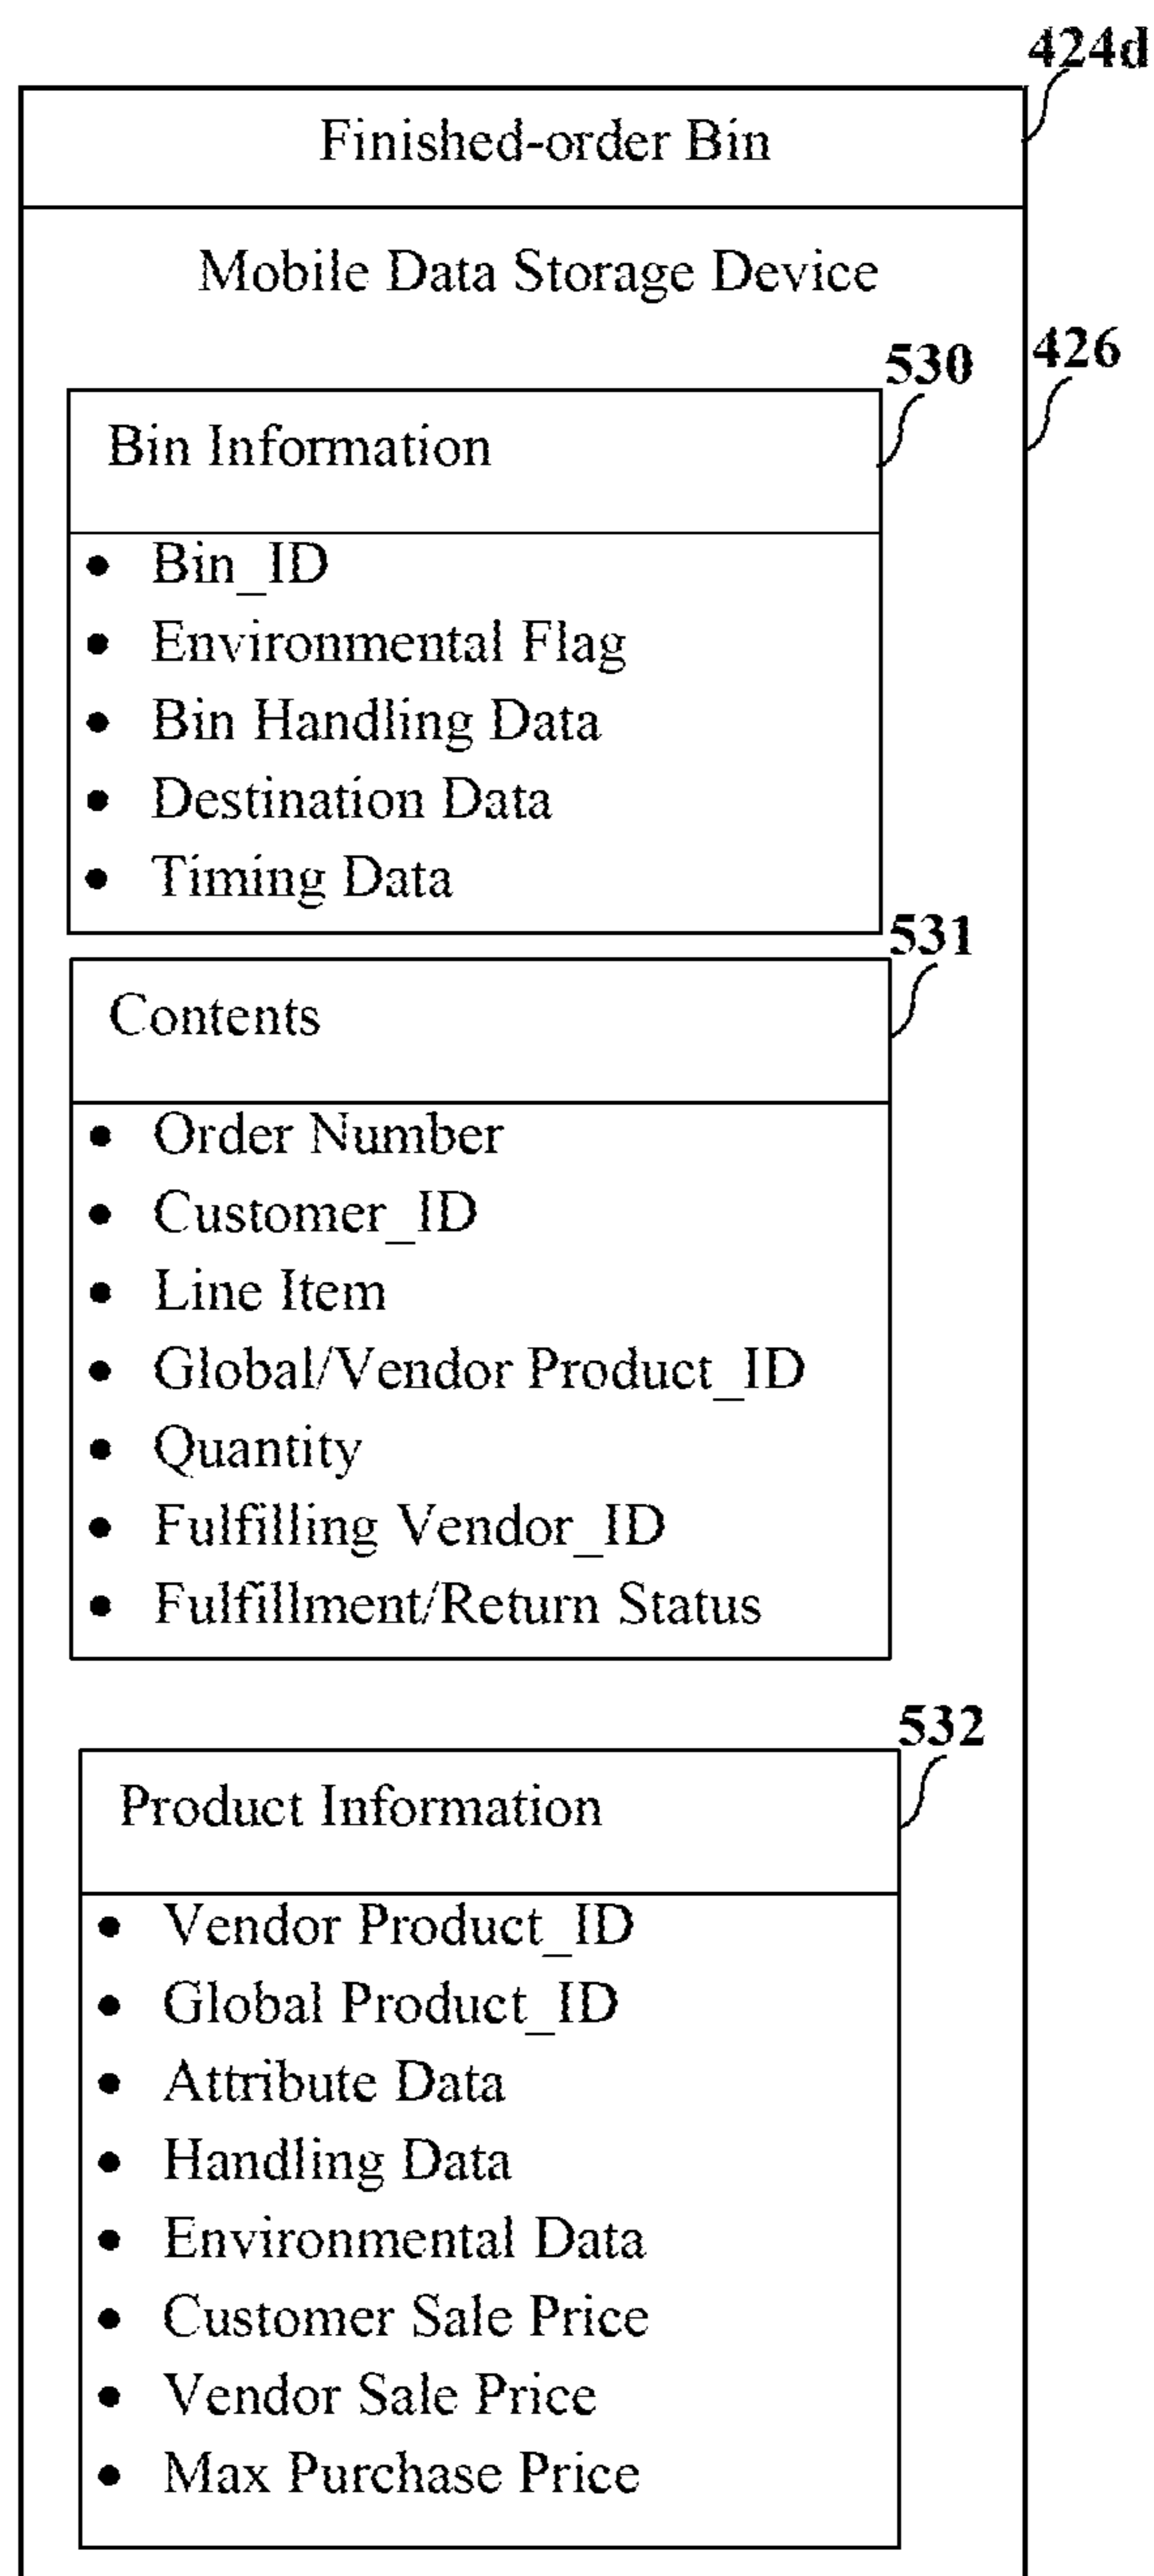 424d
Finished-order Bin
Mobile Data Storage Device
426
530
Bin Information
• Bin_ID
• Environmental Flag
• Bin Handling Data
• Destination Data
• Timing Data
531
Contents
• Order Number
• Customer_ID
• Line Item
• Global/Vendor Product_ID
• Quantity
• Fulfilling Vendor_ID
• Fulfillment/Return Status
532
Product Information
• Vendor Product_ID
• Global Product_ID
• Attribute Data
• Handling Data
• Environmental Data
• Customer Sale Price
• Vendor Sale Price
• Max Purchase Price